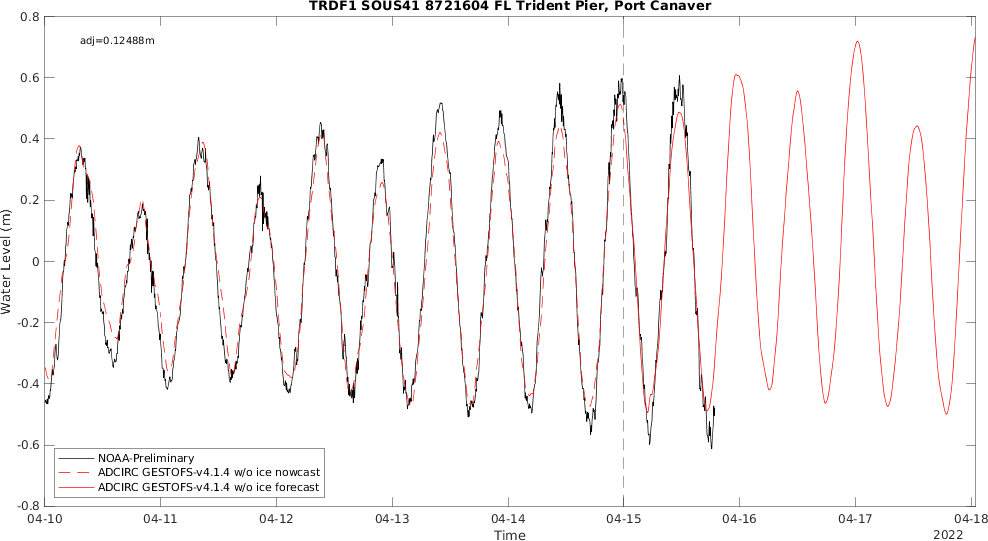 TRDF1 SOUS41 8721604 FL Trident Pier, Port Canaver
adj=0.12488m
0.8
0.6
0.4
0.2
0
-0.2
-0.4
-0.6
-0.8
Water Level (m)
NOAA-Preliminary
ADCIRC GESTOFS-v4.1.4 w/o ice nowcast
ADCIRC GESTOFS-v4.1.4 w/o ice forecast
04-10 04-11 04-12 04-13 04-14 04-15 04-16 04-17 04-18
Time
2022